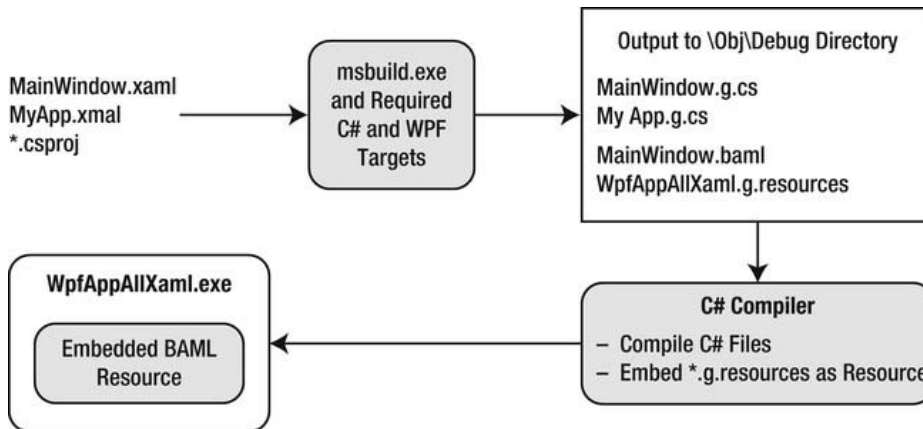 MainWindow.xaml
MyApp.xmal
*.csproj
msbuild.exe
and Required
C# and WPF
Targets
Output to \Obj\Debug Directory
MainWindow.g.cs
My App.g.cs
MainWindow.baml
WpfAppAllXaml.g.resources
C# Compiler
– Compile C# Files
– Embed *.g.resources as Resource
WpfAppAllXaml.exe
Embedded BAML
Resource